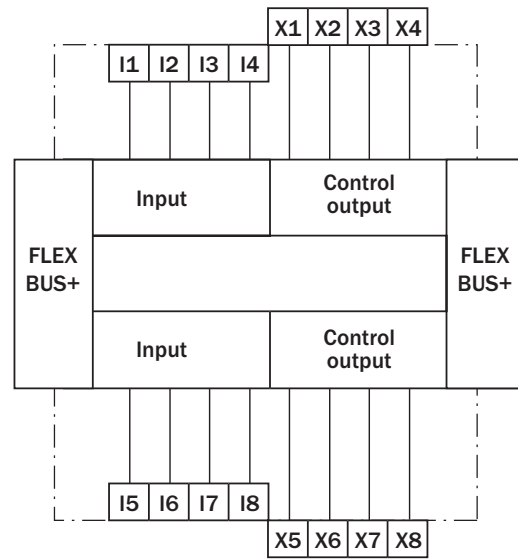 X1 X2 X3 X4
I1 I2 I3 I4
Input
Control
output
FLEX
BUS+
FLEX
BUS+
Input
Control
output
I5 I6 I7 I8
X5 X6 X7 X8